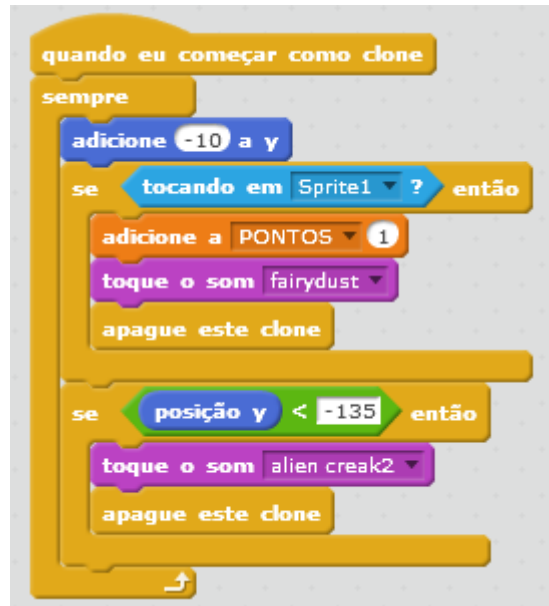 quando eu começar como clone
sempre
adicione -10 a y
se tocando em Sprite1 ? então
adicione a PONTOS 1
toque o som fairydust
apague este clone
se posição y < -135 então
toque o som alien creak2
apague este clone